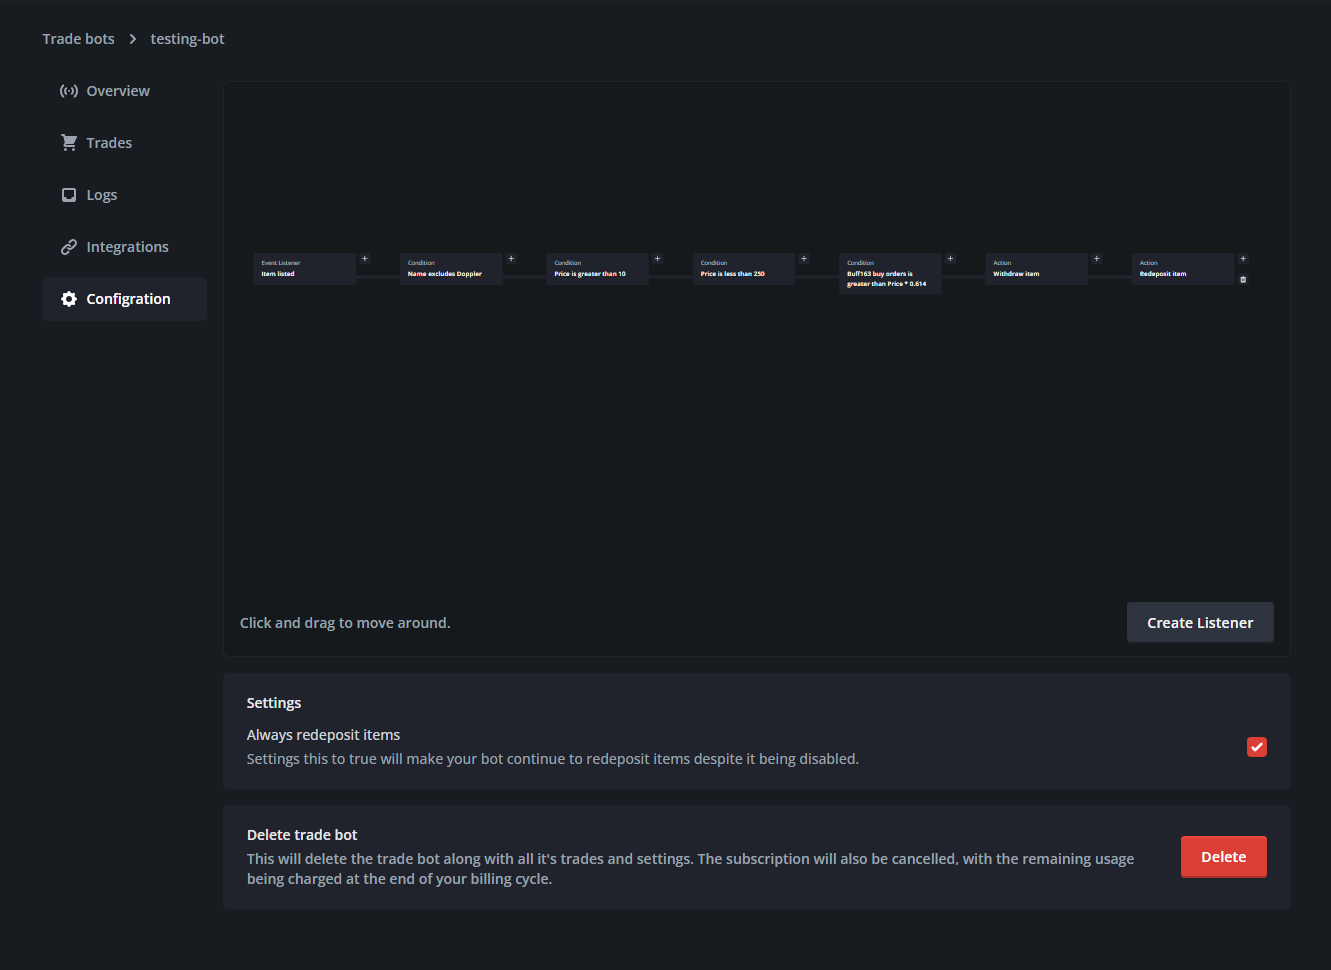 Trade bots > testing-bot
Overview
Trades
Logs
Integrations
Configration
Event Listener
Item listed
Condition
Name excludes Doppler
Condition
Price is greater than 10
Condition
Price is less than 250
Condition
Buff163 buy orders is
greater than Price * 0.614
Action
Withdraw item
Action
Redeposit item
Click and drag to move around.
Create Listener
Settings
Always redeposit items
Settings this to true will make your bot continue to redeposit items despite it being disabled.
Delete trade bot
This will delete the trade bot along with all it's trades and settings. The subscription will also be cancelled, with the remaining usage
being charged at the end of your billing cycle.
Delete